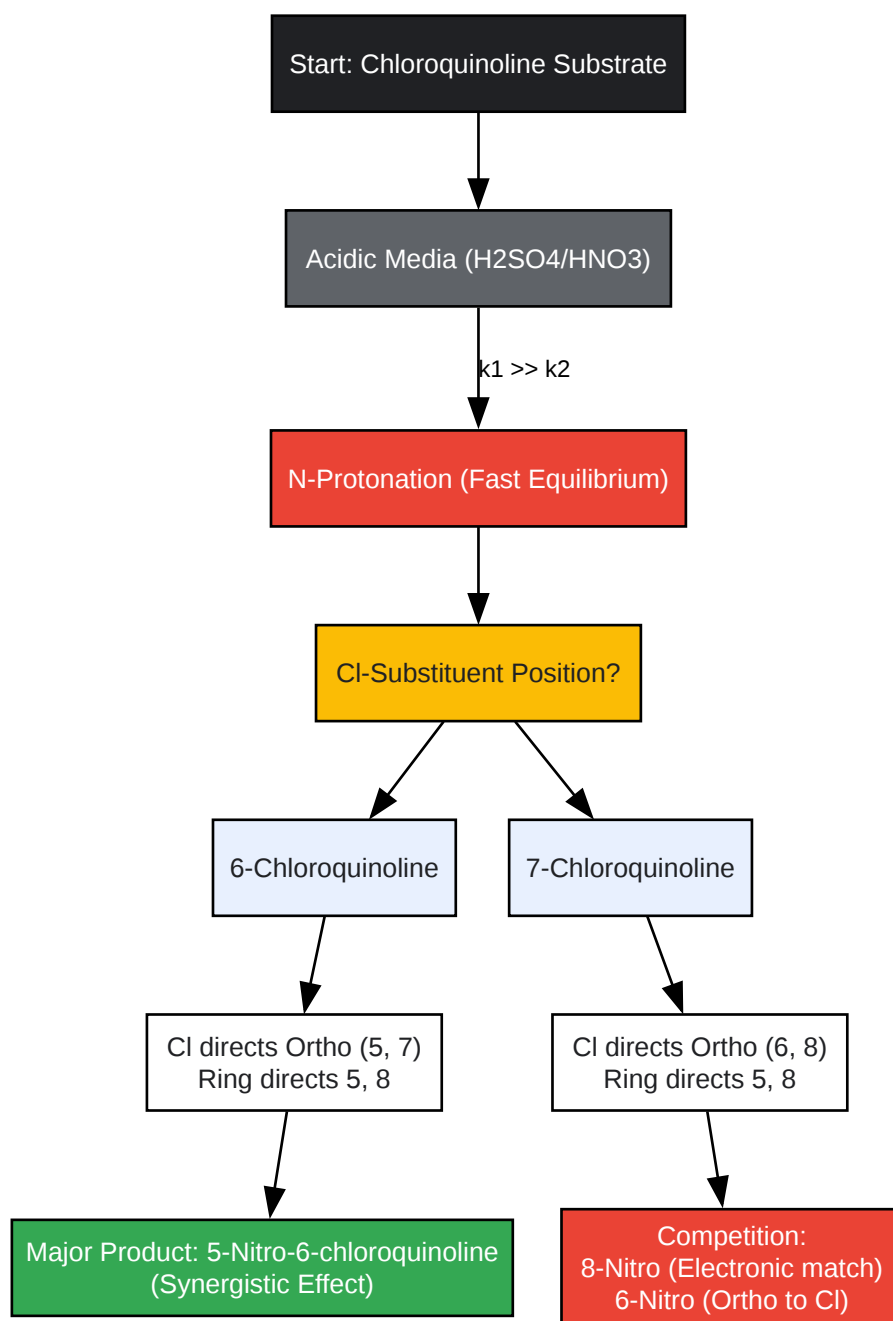 Start: Chloroquinoline Substrate
Acidic Media (H2SO4/HNO3)
k1 >> k2
N-Protonation (Fast Equilibrium)
Cl-Substituent Position?
6-Chloroquinoline
7-Chloroquinoline
Cl directs Ortho (5, 7)
Ring directs 5, 8
Cl directs Ortho (6, 8)
Ring directs 5, 8
Major Product: 5-Nitro-6-chloroquinoline
(Synergistic Effect)
Competition:
8-Nitro (Electronic match)
6-Nitro (Ortho to Cl)